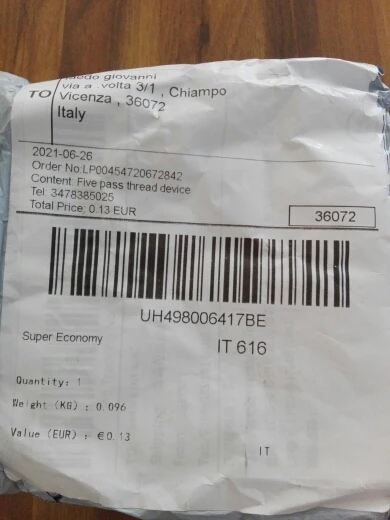 giovanni
via a .volta 3/1 , Chiampo
TO
Vicenza , 36072
Italy
2021-06-26
Order No:LP00454720672842
Content: Five pass thread device
Tel. 3478385025
Total Price: 0.13 EUR
36072
UH498006417BE
Super Economy
IT 616
Quantity: 1
Weight (KG) : 0.096
Value (EUR) : €0.13
IT